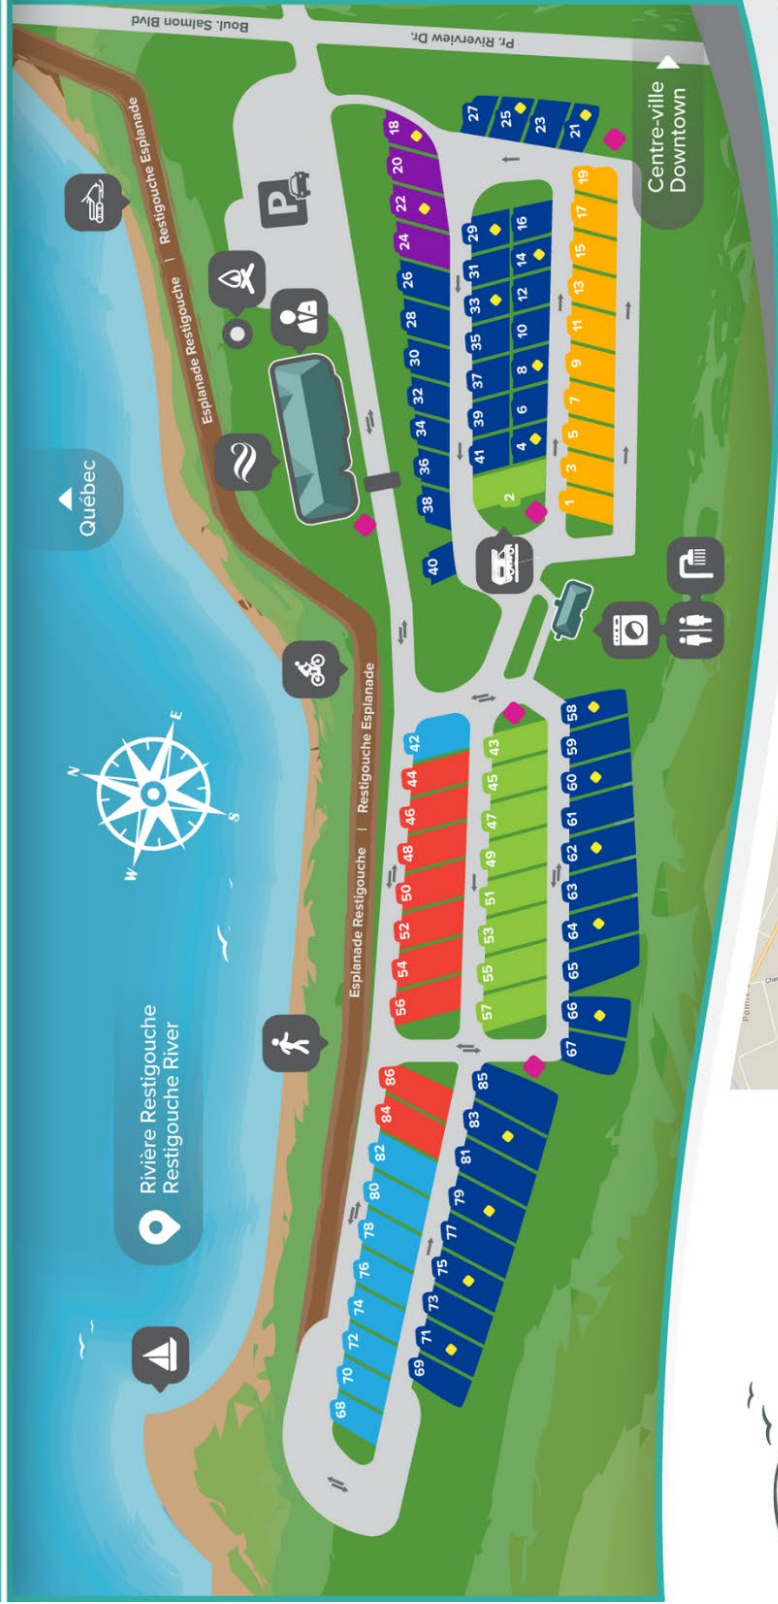 Boul. Salmon Blvd
Pr. Riverview Dr.
Québec
Centre-ville
Downtown
Rivière Restigouche
Restigouche River
N
E
S
W
Esplanade Restigouche | Restigouche Esplanade
Esplanade Restigouche | Restigouche Esplanade
P
68 70 72 74 76 78 80 82 84 86
69 71 73 75 77 79 81 83 85
56 54 52 50 48 46 44 42
57 55 53 51 49 47 45 43
67 66 65 64 63 62 61 60 59 58
40 38 36 34 32 30 28 26 24 22 20 18
41 39 37 35 33 31 29
2 4 6 8 10 12 14 16
27 25 23 21
1 3 5 7 9 11 13 15 17 19